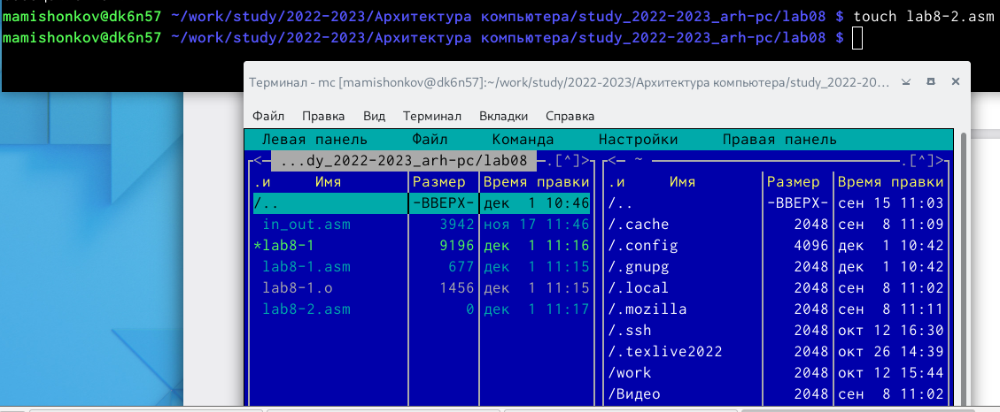 mamishonkov@dk6n57 ~/work/study/2022-2023/Архитектура компьютера/study_2022-2023_arh-pc/lab08 $ touch lab8-2.asm
mamishonkov@dk6n57 ~/work/study/2022-2023/Архитектура компьютера/study_2022-2023_arh-pc/lab08 $
Терминал - mc [mamishonkov@dk6n57]:~/work/study/2022-2023/Архитектура компьютера/study_2022-20...
Файл Правка Вид Терминал Вкладки Справка
Левая панель Файл Команда Настройки Правая панель
<─ ...dy_2022-2023_arh-pc/lab08 ─.[^]> <─ ~ ─.[^]>
.и Имя Размер Время правки .и Имя Размер Время правки
/.. -ВВЕРХ- дек 1 10:46 /.. -ВВЕРХ- сен 15 11:03
in_out.asm 3942 ноя 17 11:46 /.cache 2048 сен 8 11:09
*lab8-1 9196 дек 1 11:16 /.config 4096 дек 1 10:42
lab8-1.asm 677 дек 1 11:15 /.gnupg 2048 дек 1 10:42
lab8-1.o 1456 дек 1 11:15 /.local 2048 сен 8 11:02
lab8-2.asm 0 дек 1 11:17 /.mozilla 2048 сен 8 11:11
/.ssh 2048 окт 12 16:30
/.texlive2022 2048 окт 26 14:39
/work 2048 окт 12 15:44
/Видео 2048 сен 8 11:02